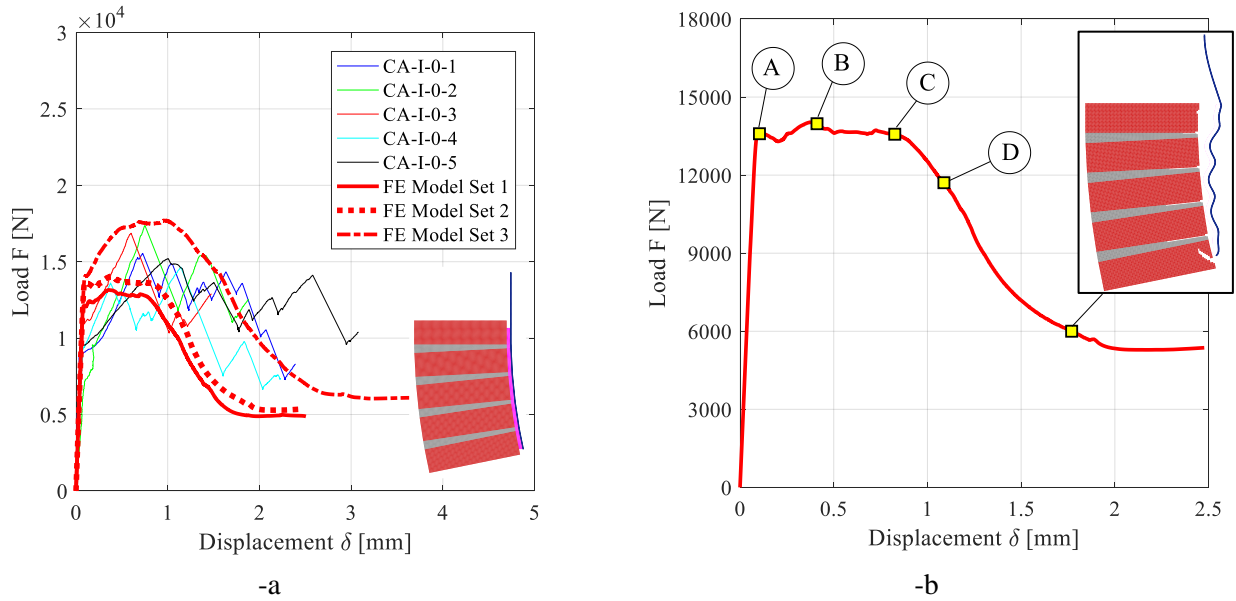 ×10⁴
3
2.5
2
1.5
1
0.5
0
0 1 2 3 4 5
Load F [N]
Displacement δ [mm]
CA-I-0-1
CA-I-0-2
CA-I-0-3
CA-I-0-4
CA-I-0-5
FE Model Set 1
FE Model Set 2
FE Model Set 3
-a
18000
15000
12000
9000
6000
3000
0
0 0.5 1 1.5 2 2.5
Load F [N]
Displacement δ [mm]
A
B
C
D
-b